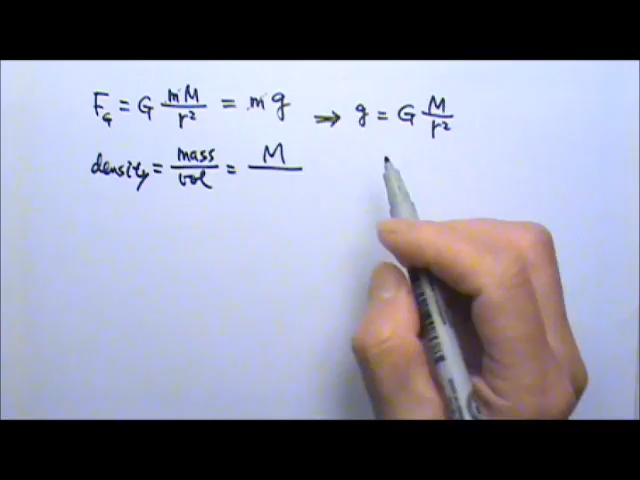 F_G = G mM/r² = mg → g = G M/r²
density = mass/vol = M/